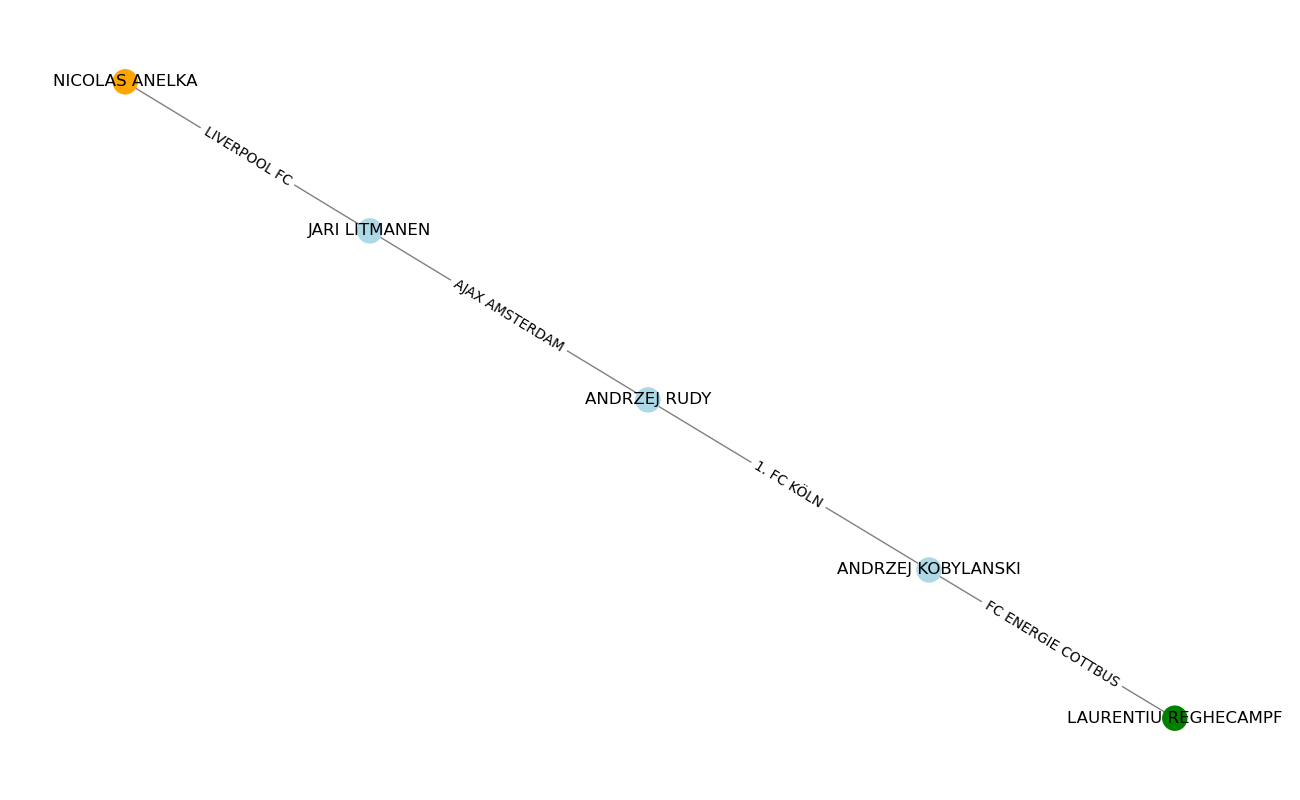 NICOLAS ANELKA
LIVERPOOL FC
JARI LITMANEN
AJAX AMSTERDAM
ANDRZEJ RUDY
1. FC KÖLN
ANDRZEJ KOBYLANSKI
FC ENERGIE COTTBUS
LAURENTIU REGHECAMPF